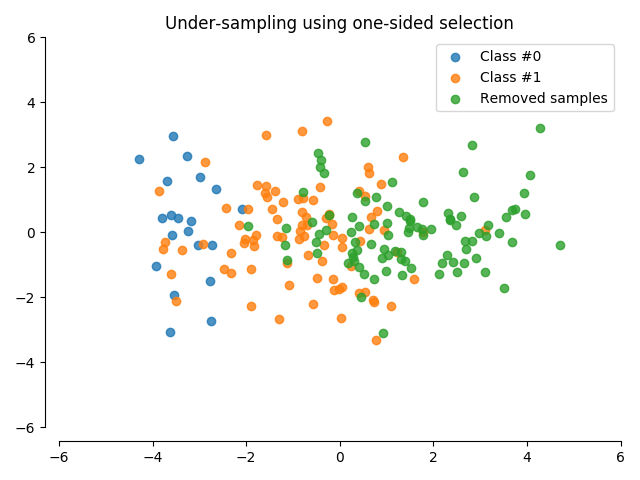 Under-sampling using one-sided selection
Class #0
Class #1
Removed samples
6
4
2
0
−2
−4
−6
−6 −4 −2 0 2 4 6